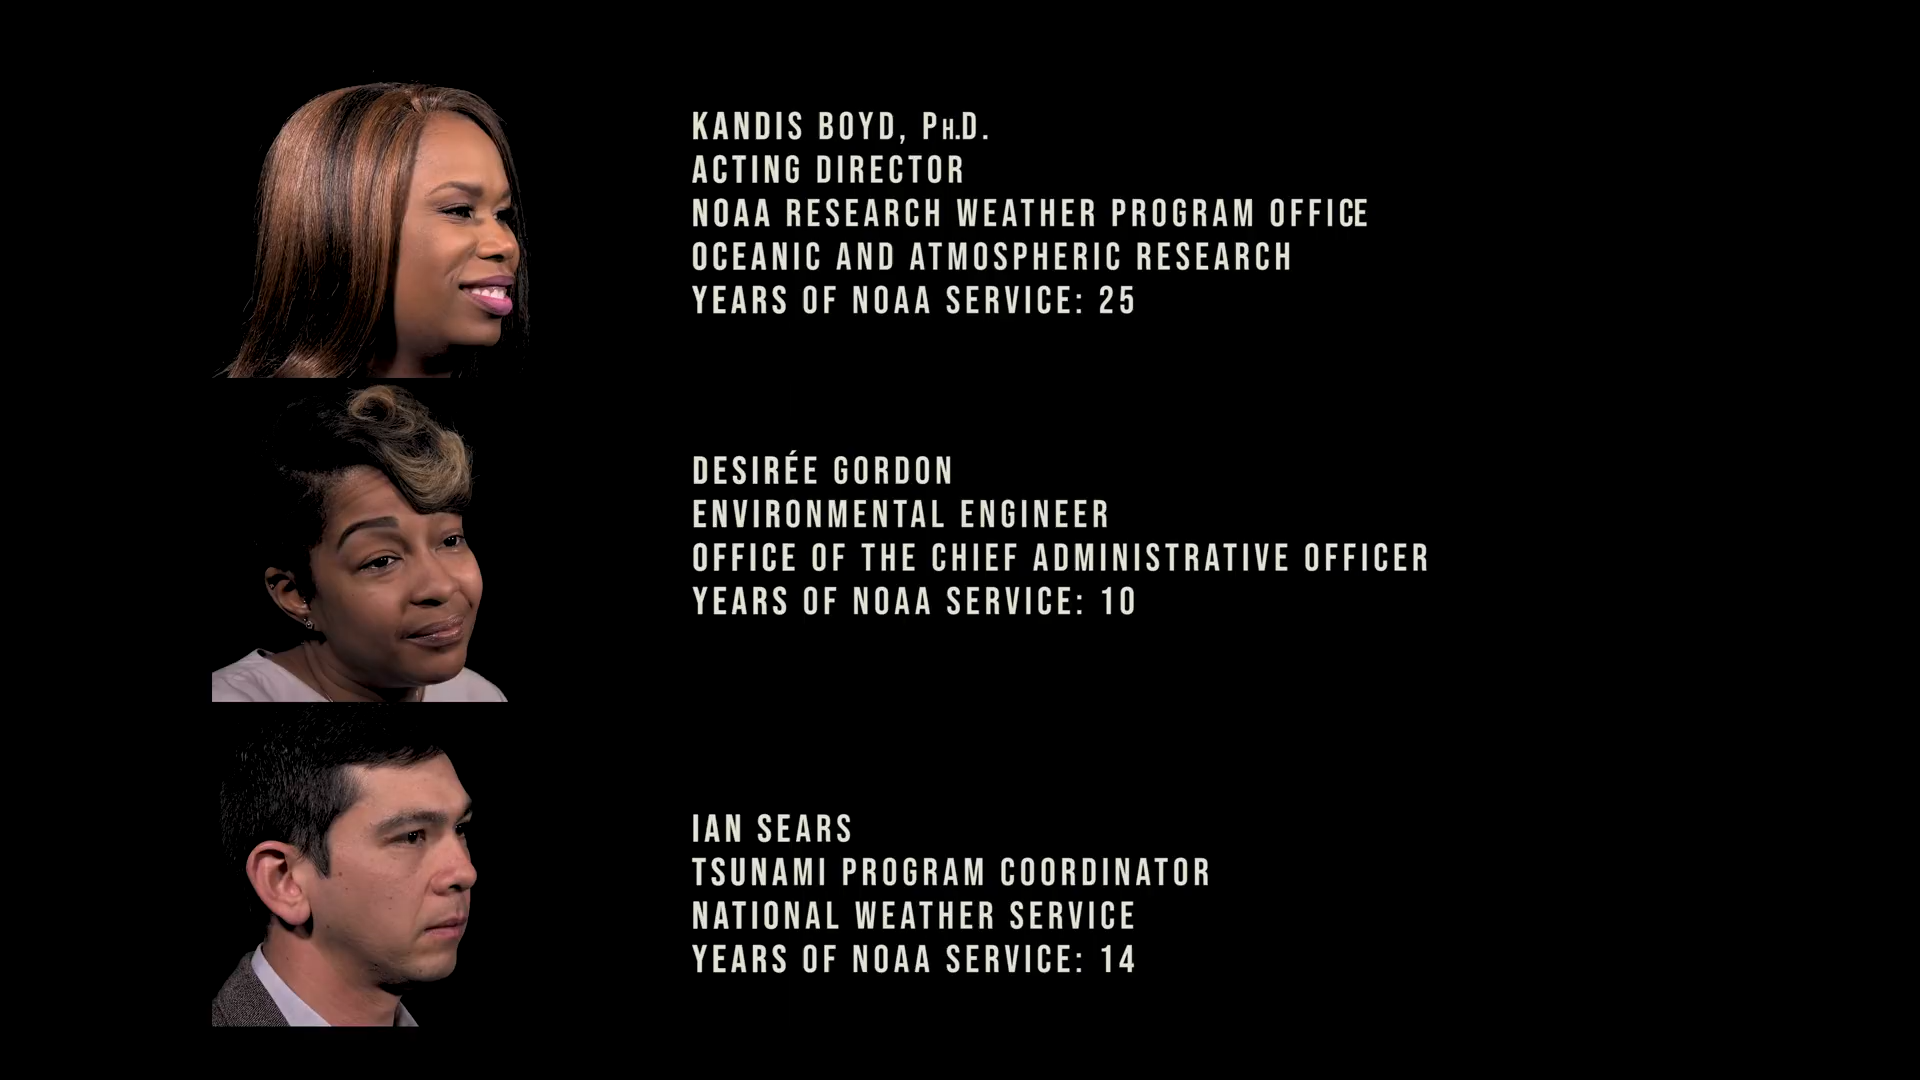 KANDIS BOYD, PH.D.
ACTING DIRECTOR
NOAA RESEARCH WEATHER PROGRAM OFFICE
OCEANIC AND ATMOSPHERIC RESEARCH
YEARS OF NOAA SERVICE: 25
DESIRÉE GORDON
ENVIRONMENTAL ENGINEER
OFFICE OF THE CHIEF ADMINISTRATIVE OFFICER
YEARS OF NOAA SERVICE: 10
IAN SEARS
TSUNAMI PROGRAM COORDINATOR
NATIONAL WEATHER SERVICE
YEARS OF NOAA SERVICE: 14